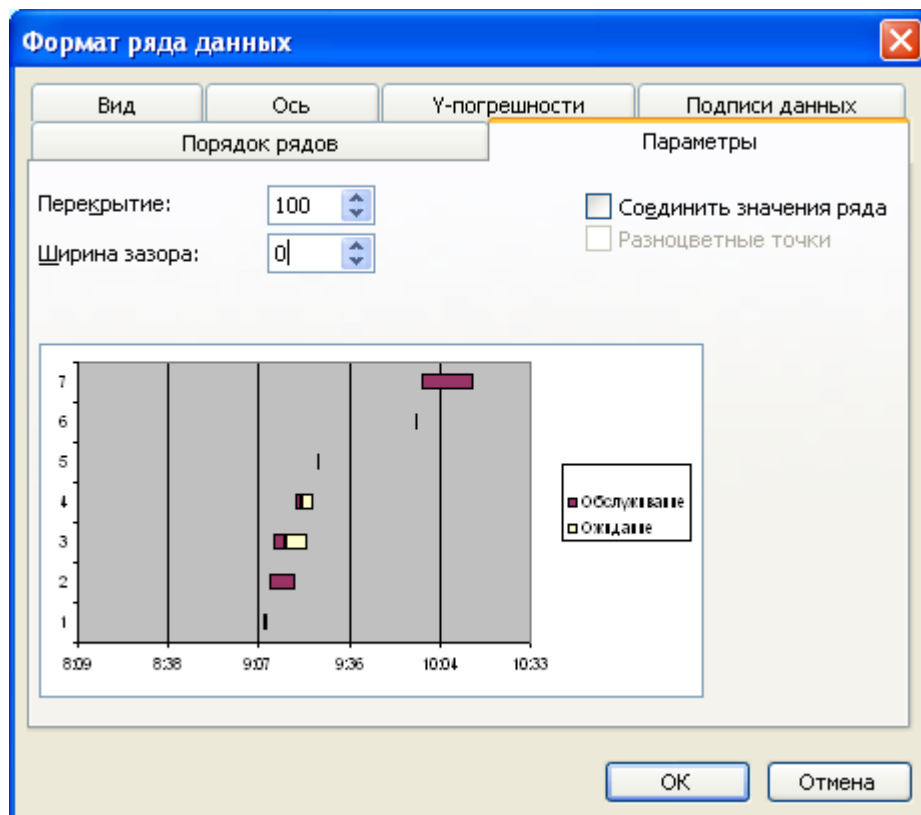 Формат ряда данных
Вид
Ось
Y-погрешности
Подписи данных
Порядок рядов
Параметры
Перекрытие:
100
Соединить значения ряда
Ширина зазора:
0
Разноцветные точки
7
6
5
4
3
2
1
8:09
8:38
9:07
9:36
10:04
10:33
Обслуживание
Ожидание
OK
Отмена